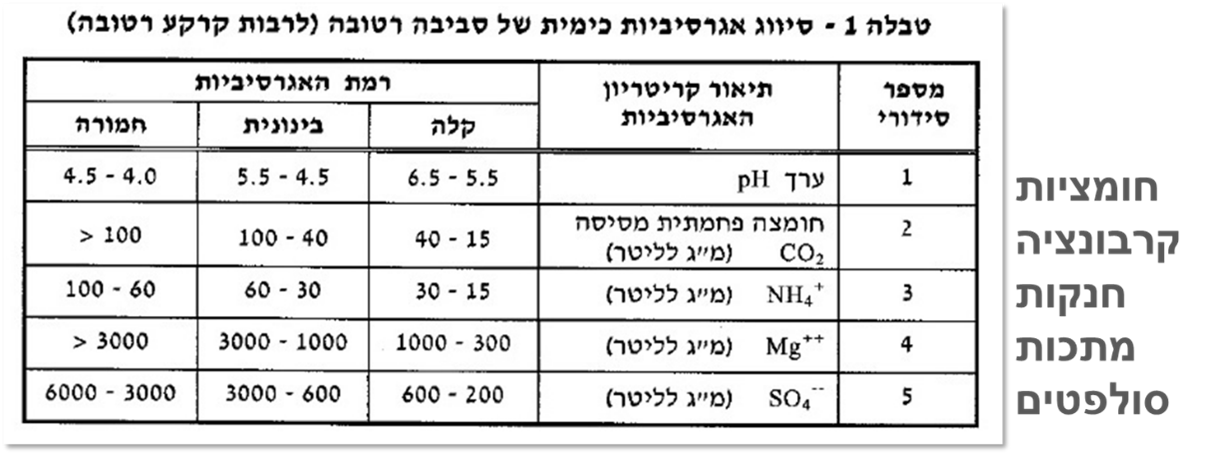 טבלה 1 - סיווג אגרסיביות כימית של סביבה רטובה (לרבות קרקע רטובה)
מספר סידורי תיאור קריטריון האגרסיביות רמת האגרסיביות
קלה בינונית חמורה
1 ערך pH 6.5 - 5.5 5.5 - 4.5 4.5 - 4.0
2 חומצה פחמתית מסיסה
CO₂ (מ״ג לליטר) 40 - 15 100 - 40 > 100
3 NH₄⁺ (מ״ג לליטר) 30 - 15 60 - 30 100 - 60
4 Mg⁺⁺ (מ״ג לליטר) 1000 - 300 3000 - 1000 > 3000
5 SO₄⁻⁻ (מ״ג לליטר) 600 - 200 3000 - 600 6000 - 3000
חומציות
קרבונציה
חנקות
מתכות
סולפטים